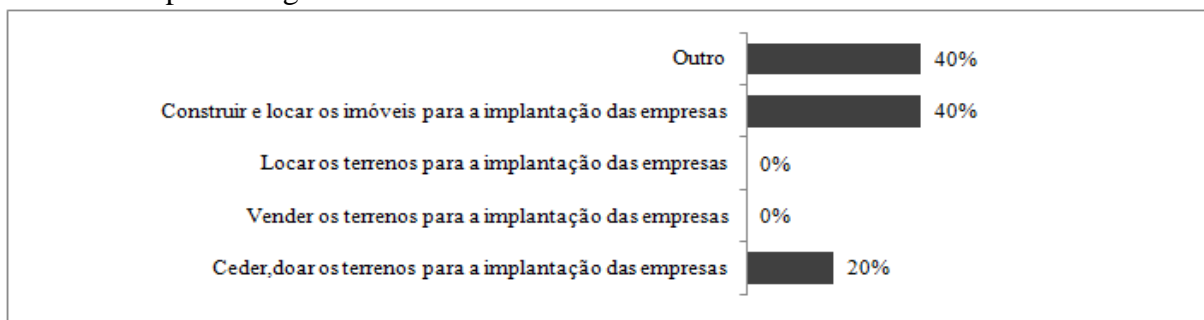 Outro 40%
Construir e locar os imóveis para a implantação das empresas 40%
Locar os terrenos para a implantação das empresas 0%
Vender os terrenos para a implantação das empresas 0%
Ceder,doar os terrenos para a implantação das empresas 20%